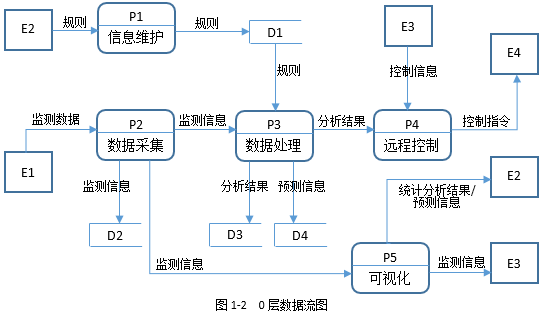 E2
规则
P1
信息维护
规则
D1
E3
E4
规则
控制信息
监测数据
P2
数据采集
监测信息
P3
数据处理
分析结果
P4
远程控制
控制指令
E1
监测信息
分析结果
预测信息
统计分析结果/
预测信息
E2
D2
D3
D4
监测信息
P5
可视化
监测信息
E3
图1-2 0层数据流图